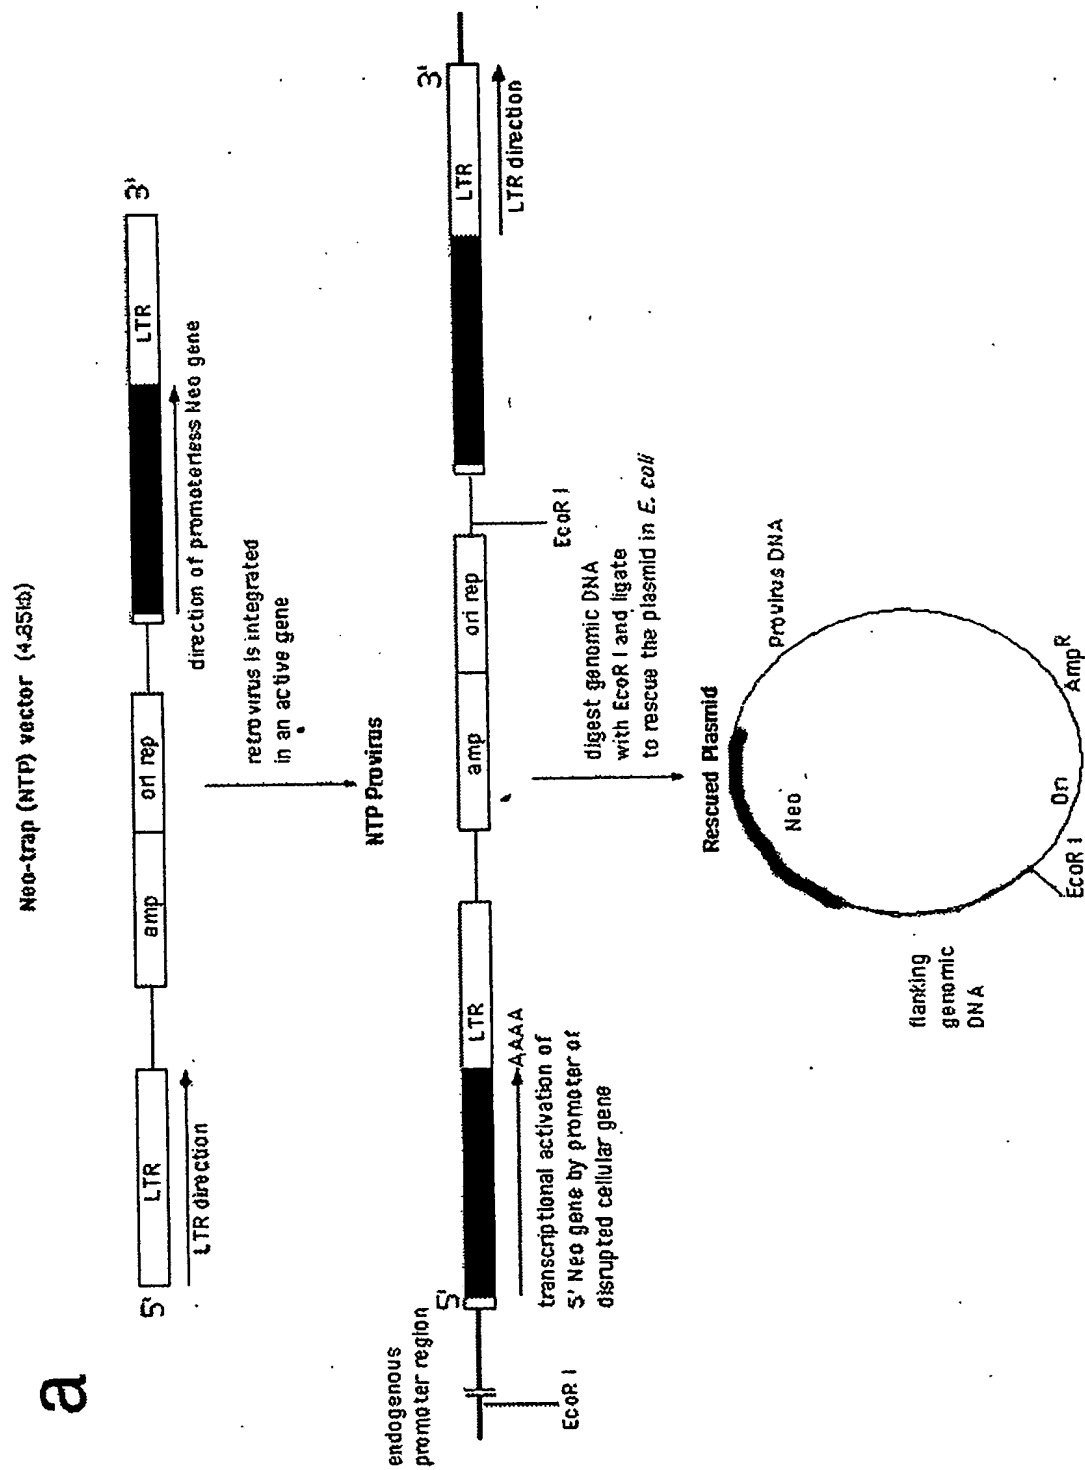 a
Neo-trap (NTP) vector (4.85kb)
5'
LTR
amp
ori rep
LTR
3'
LTR direction
direction of promoterless Neo gene
retrovirus is integrated
in an active gene
NTP Provirus
endogenous
promoter region
5'
LTR
amp
ori rep
LTR
3'
EcoR I
AAAA
transcriptional activation of
5' Neo gene by promoter of
disrupted cellular gene
EcoR I
LTR direction
digest genomic DNA
with EcoR I and ligate
to rescue the plasmid in E. coli
Rescued Plasmid
Neo
Provirus DNA
flanking
genomic
DNA
EcoR I
Ori
Amp^R